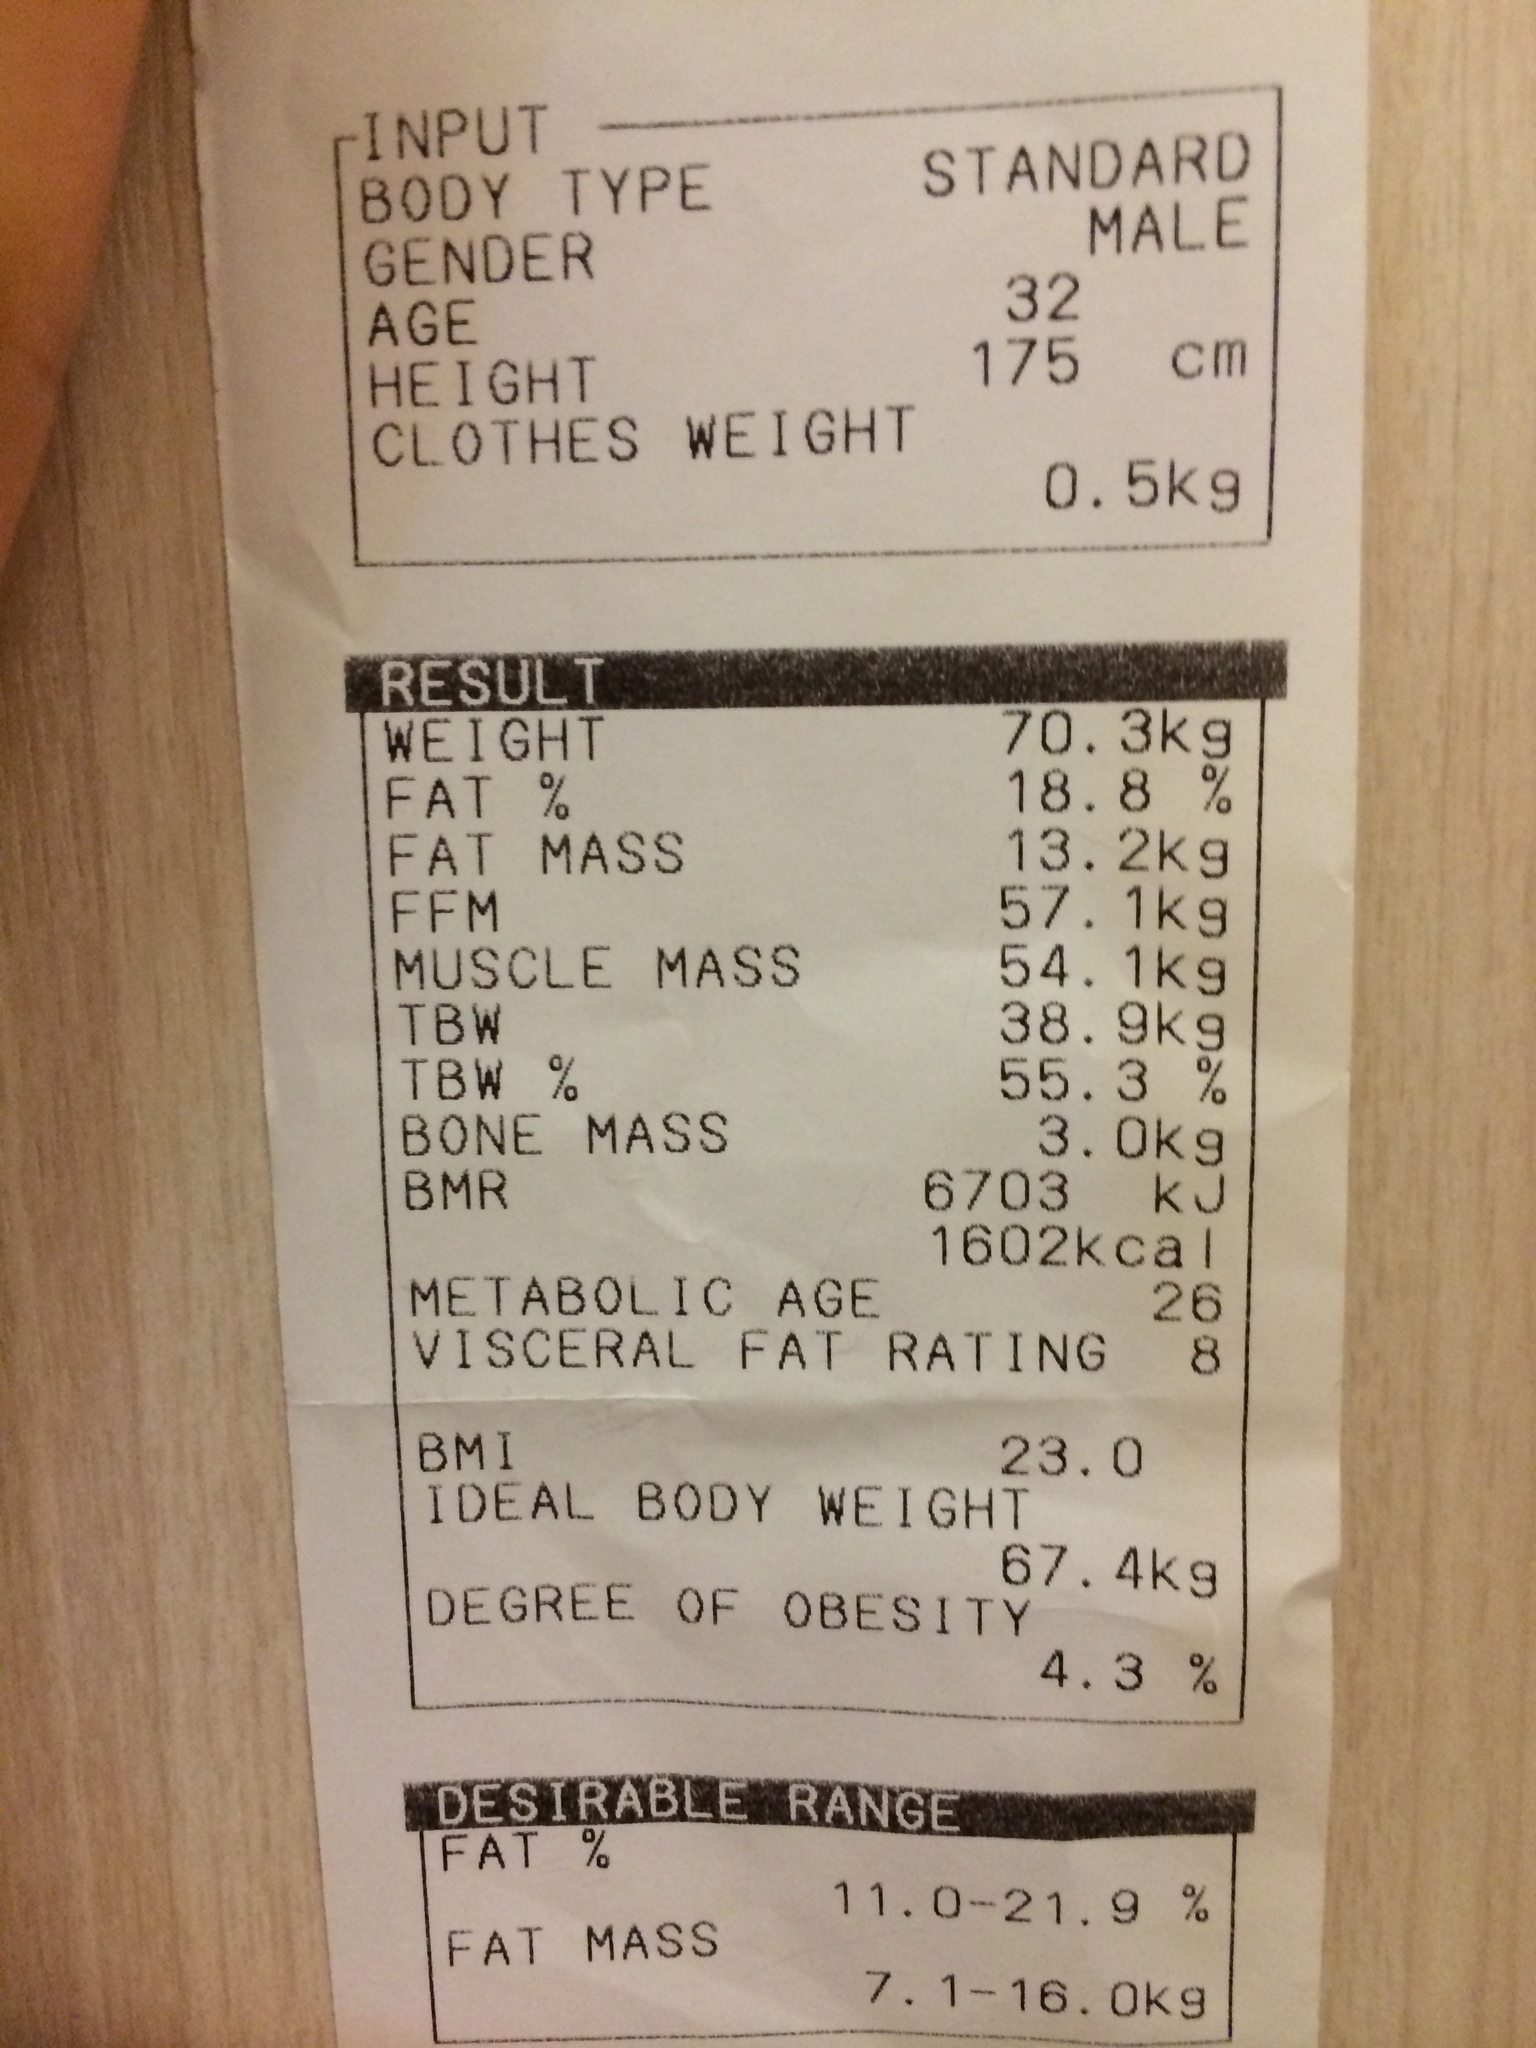 INPUT
BODY TYPE STANDARD
GENDER MALE
AGE 32
HEIGHT 175 cm
CLOTHES WEIGHT
0.5kg
RESULT
WEIGHT 70.3kg
FAT % 18.8 %
FAT MASS 13.2kg
FFM 57.1kg
MUSCLE MASS 54.1kg
TBW 38.9kg
TBW % 55.3 %
BONE MASS 3.0kg
BMR 6703 kJ
1602kcal
METABOLIC AGE 26
VISCERAL FAT RATING 8
BMI 23.0
IDEAL BODY WEIGHT
67.4kg
DEGREE OF OBESITY
4.3 %
DESIRABLE RANGE
FAT %
11.0-21.9 %
FAT MASS
7.1-16.0kg